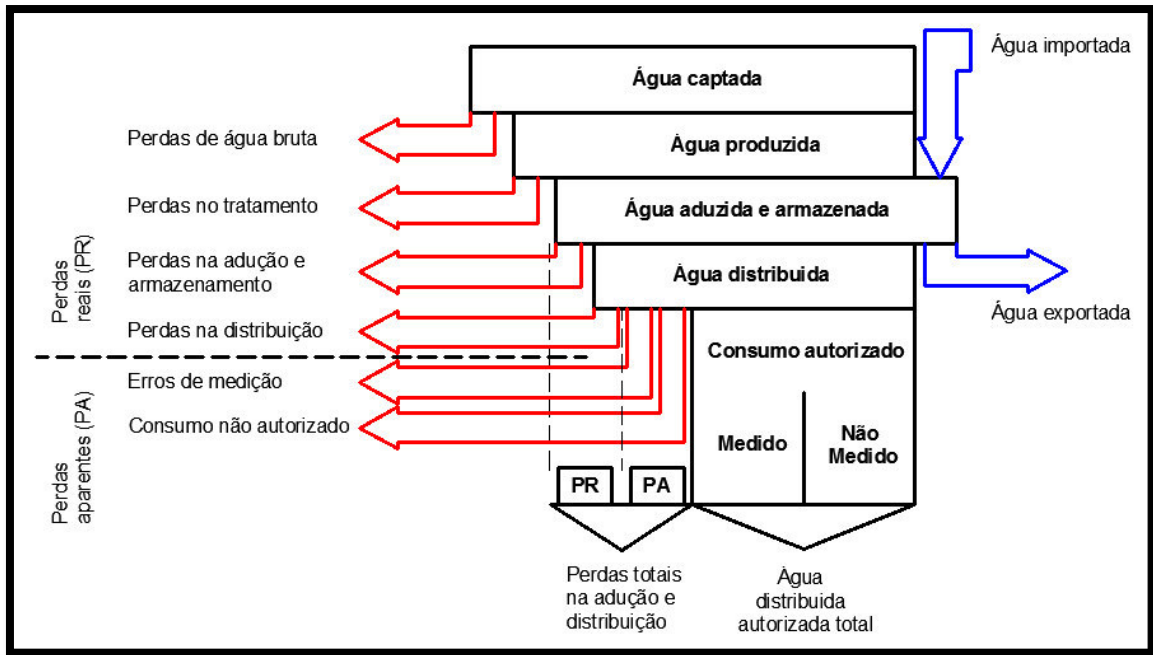 Água importada
Água captada
Perdas de água bruta
Água produzida
Perdas no tratamento
Água aduzida e armazenada
Perdas
reais (PR)
Perdas na adução e
armazenamento
Água distribuida
Água exportada
Perdas na distribuição
Consumo autorizado
Erros de medição
Perdas
aparentes (PA)
Consumo não autorizado
Medido
Não
Medido
PR
PA
Perdas totais
na adução e
distribuição
Água
distribuida
autorizada total